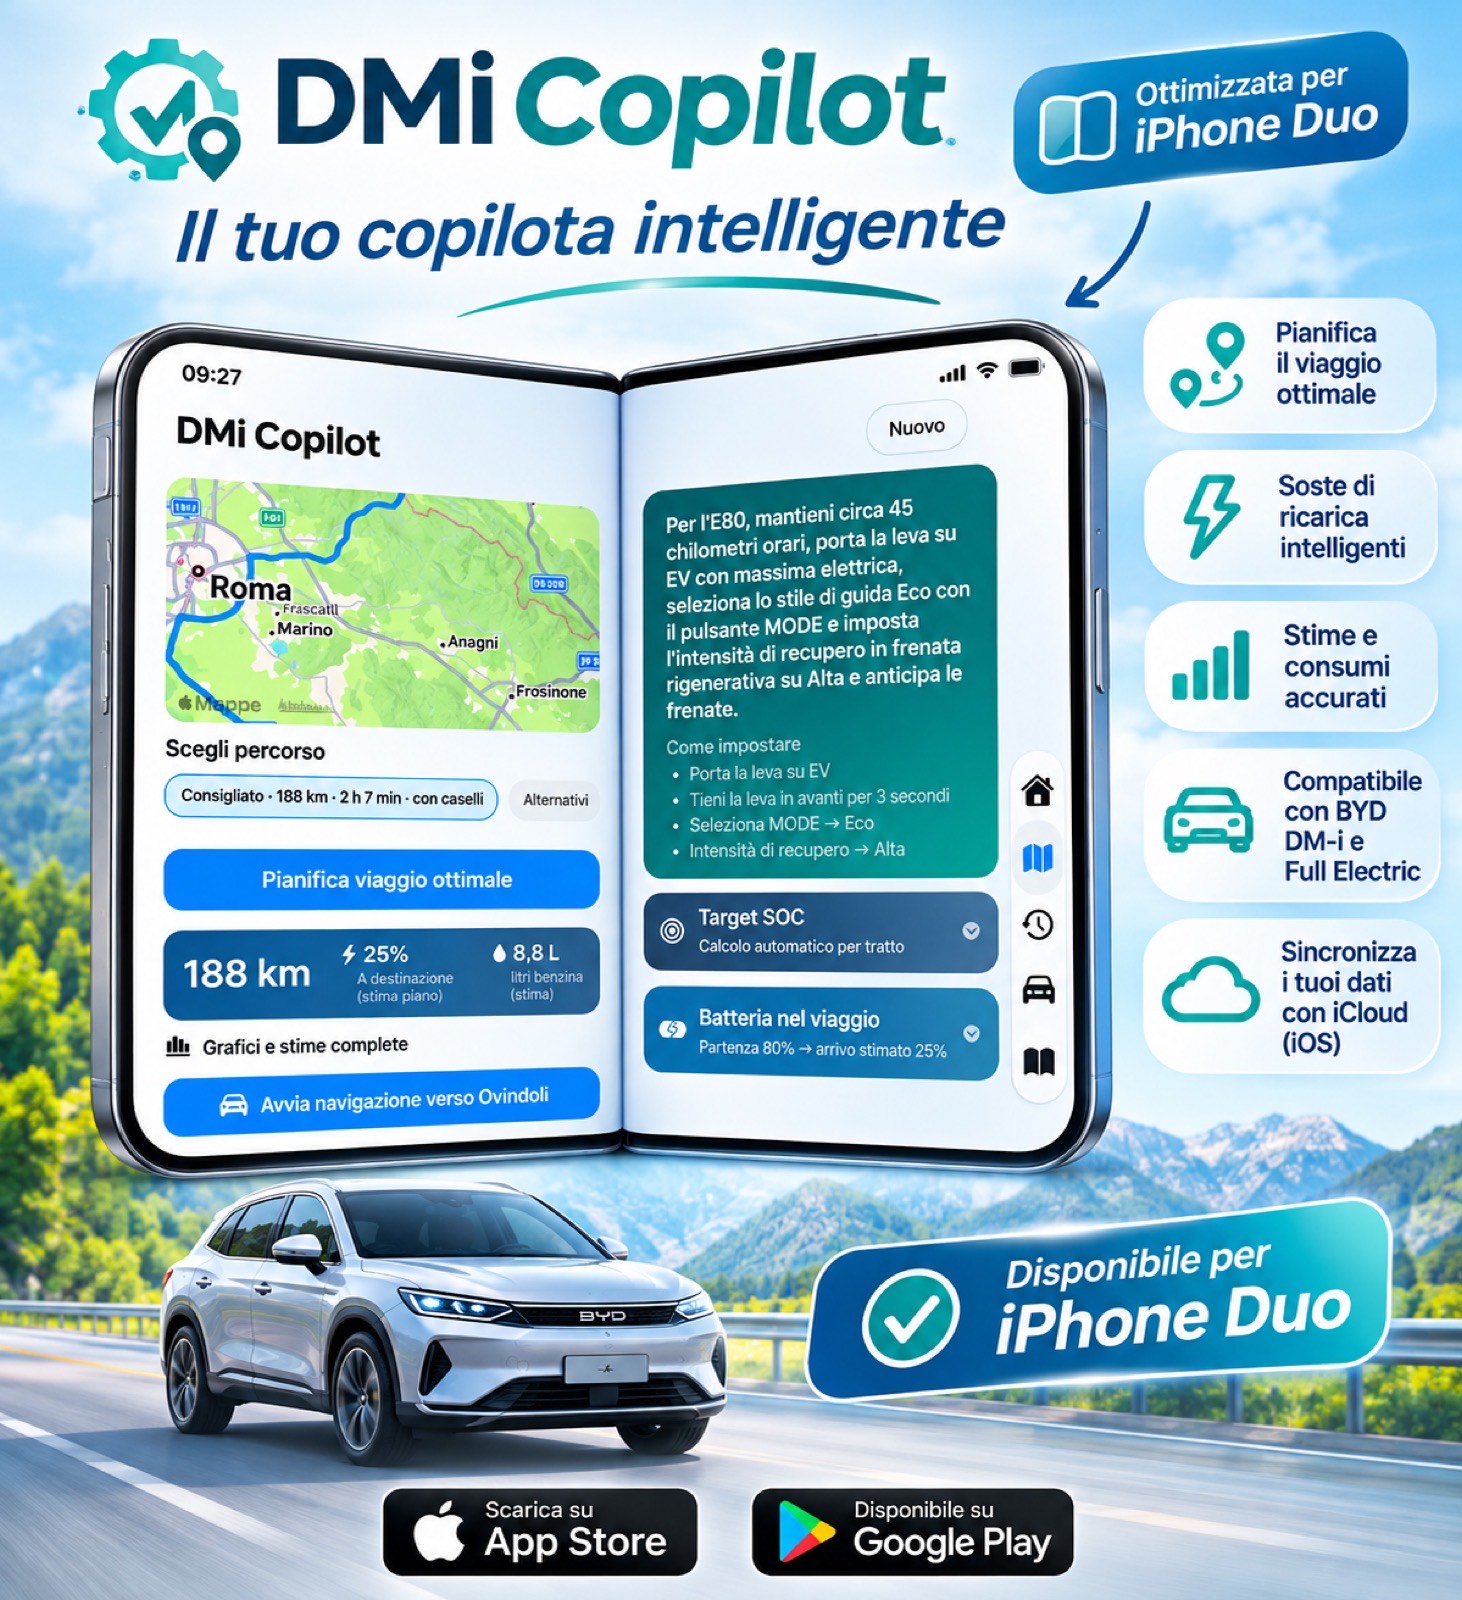 DMi Copilot
Ottimizzata per
iPhone Duo
Il tuo copilota intelligente
09:27
DMi Copilot
Roma
Frascati
Marino
Anagni
Frosinone
Mappe
Scegli percorso
Consigliato · 188 km · 2 h 7 min · con caselli
Alternativi
Pianifica viaggio ottimale
188 km
25%
A destinazione
(stima piano)
8,8 L
litri benzina
(stima)
Grafici e stime complete
Avvia navigazione verso Ovindoli
Nuovo
Per l'E80, mantieni circa 45
chilometri orari, porta la leva su
EV con massima elettrica,
seleziona lo stile di guida Eco con
il pulsante MODE e imposta
l'intensità di recupero in frenata
rigenerativa su Alta e anticipa le
frenate.
Come impostare
• Porta la leva su EV
• Tieni la leva in avanti per 3 secondi
• Seleziona MODE → Eco
• Intensità di recupero → Alta
Target SOC
Calcolo automatico per tratto
Batteria nel viaggio
Partenza 80% → arrivo stimato 25%
Pianifica
il viaggio
ottimale
Soste di
ricarica
intelligenti
Stime e
consumi
accurati
Compatibile
con BYD
DM-i e
Full Electric
Sincronizza
i tuoi dati
con iCloud
(iOS)
BYD
Disponibile per
iPhone Duo
Scarica su
App Store
Disponibile su
Google Play